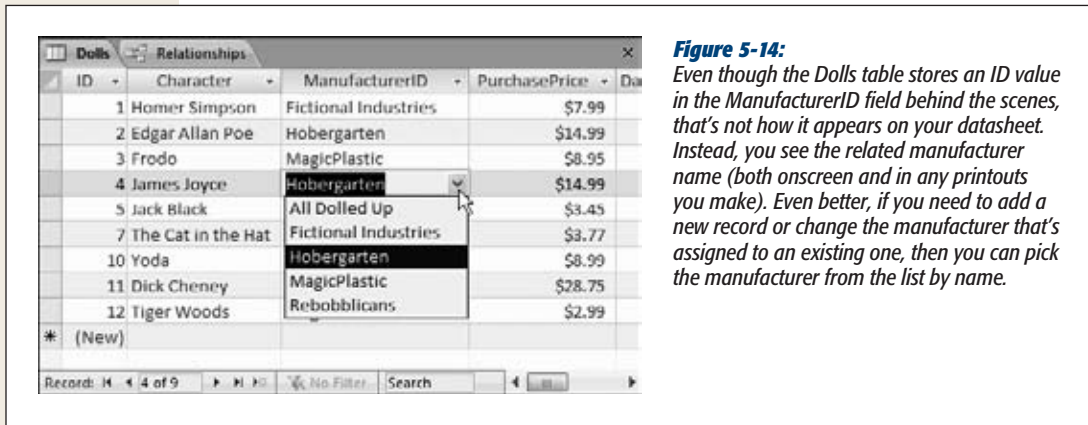 Dolls Relationships ×
ID Character ManufacturerID PurchasePrice Da
1 Homer Simpson Fictional Industries $7.99
2 Edgar Allan Poe Hobergarten $14.99
3 Frodo MagicPlastic $8.95
4 James Joyce Hobergarten $14.99
5 Jack Black All Dolled Up $3.45
7 The Cat in the Hat Fictional Industries $3.77
10 Yoda Hobergarten $8.99
11 Dick Cheney MagicPlastic $28.75
12 Tiger Woods Rebobblicans $2.99
* (New)
Record: 4 of 9 No Filter Search
Figure 5-14:
Even though the Dolls table stores an ID value
in the ManufacturerID field behind the scenes,
that's not how it appears on your datasheet.
Instead, you see the related manufacturer
name (both onscreen and in any printouts
you make). Even better, if you need to add a
new record or change the manufacturer that's
assigned to an existing one, then you can pick
the manufacturer from the list by name.